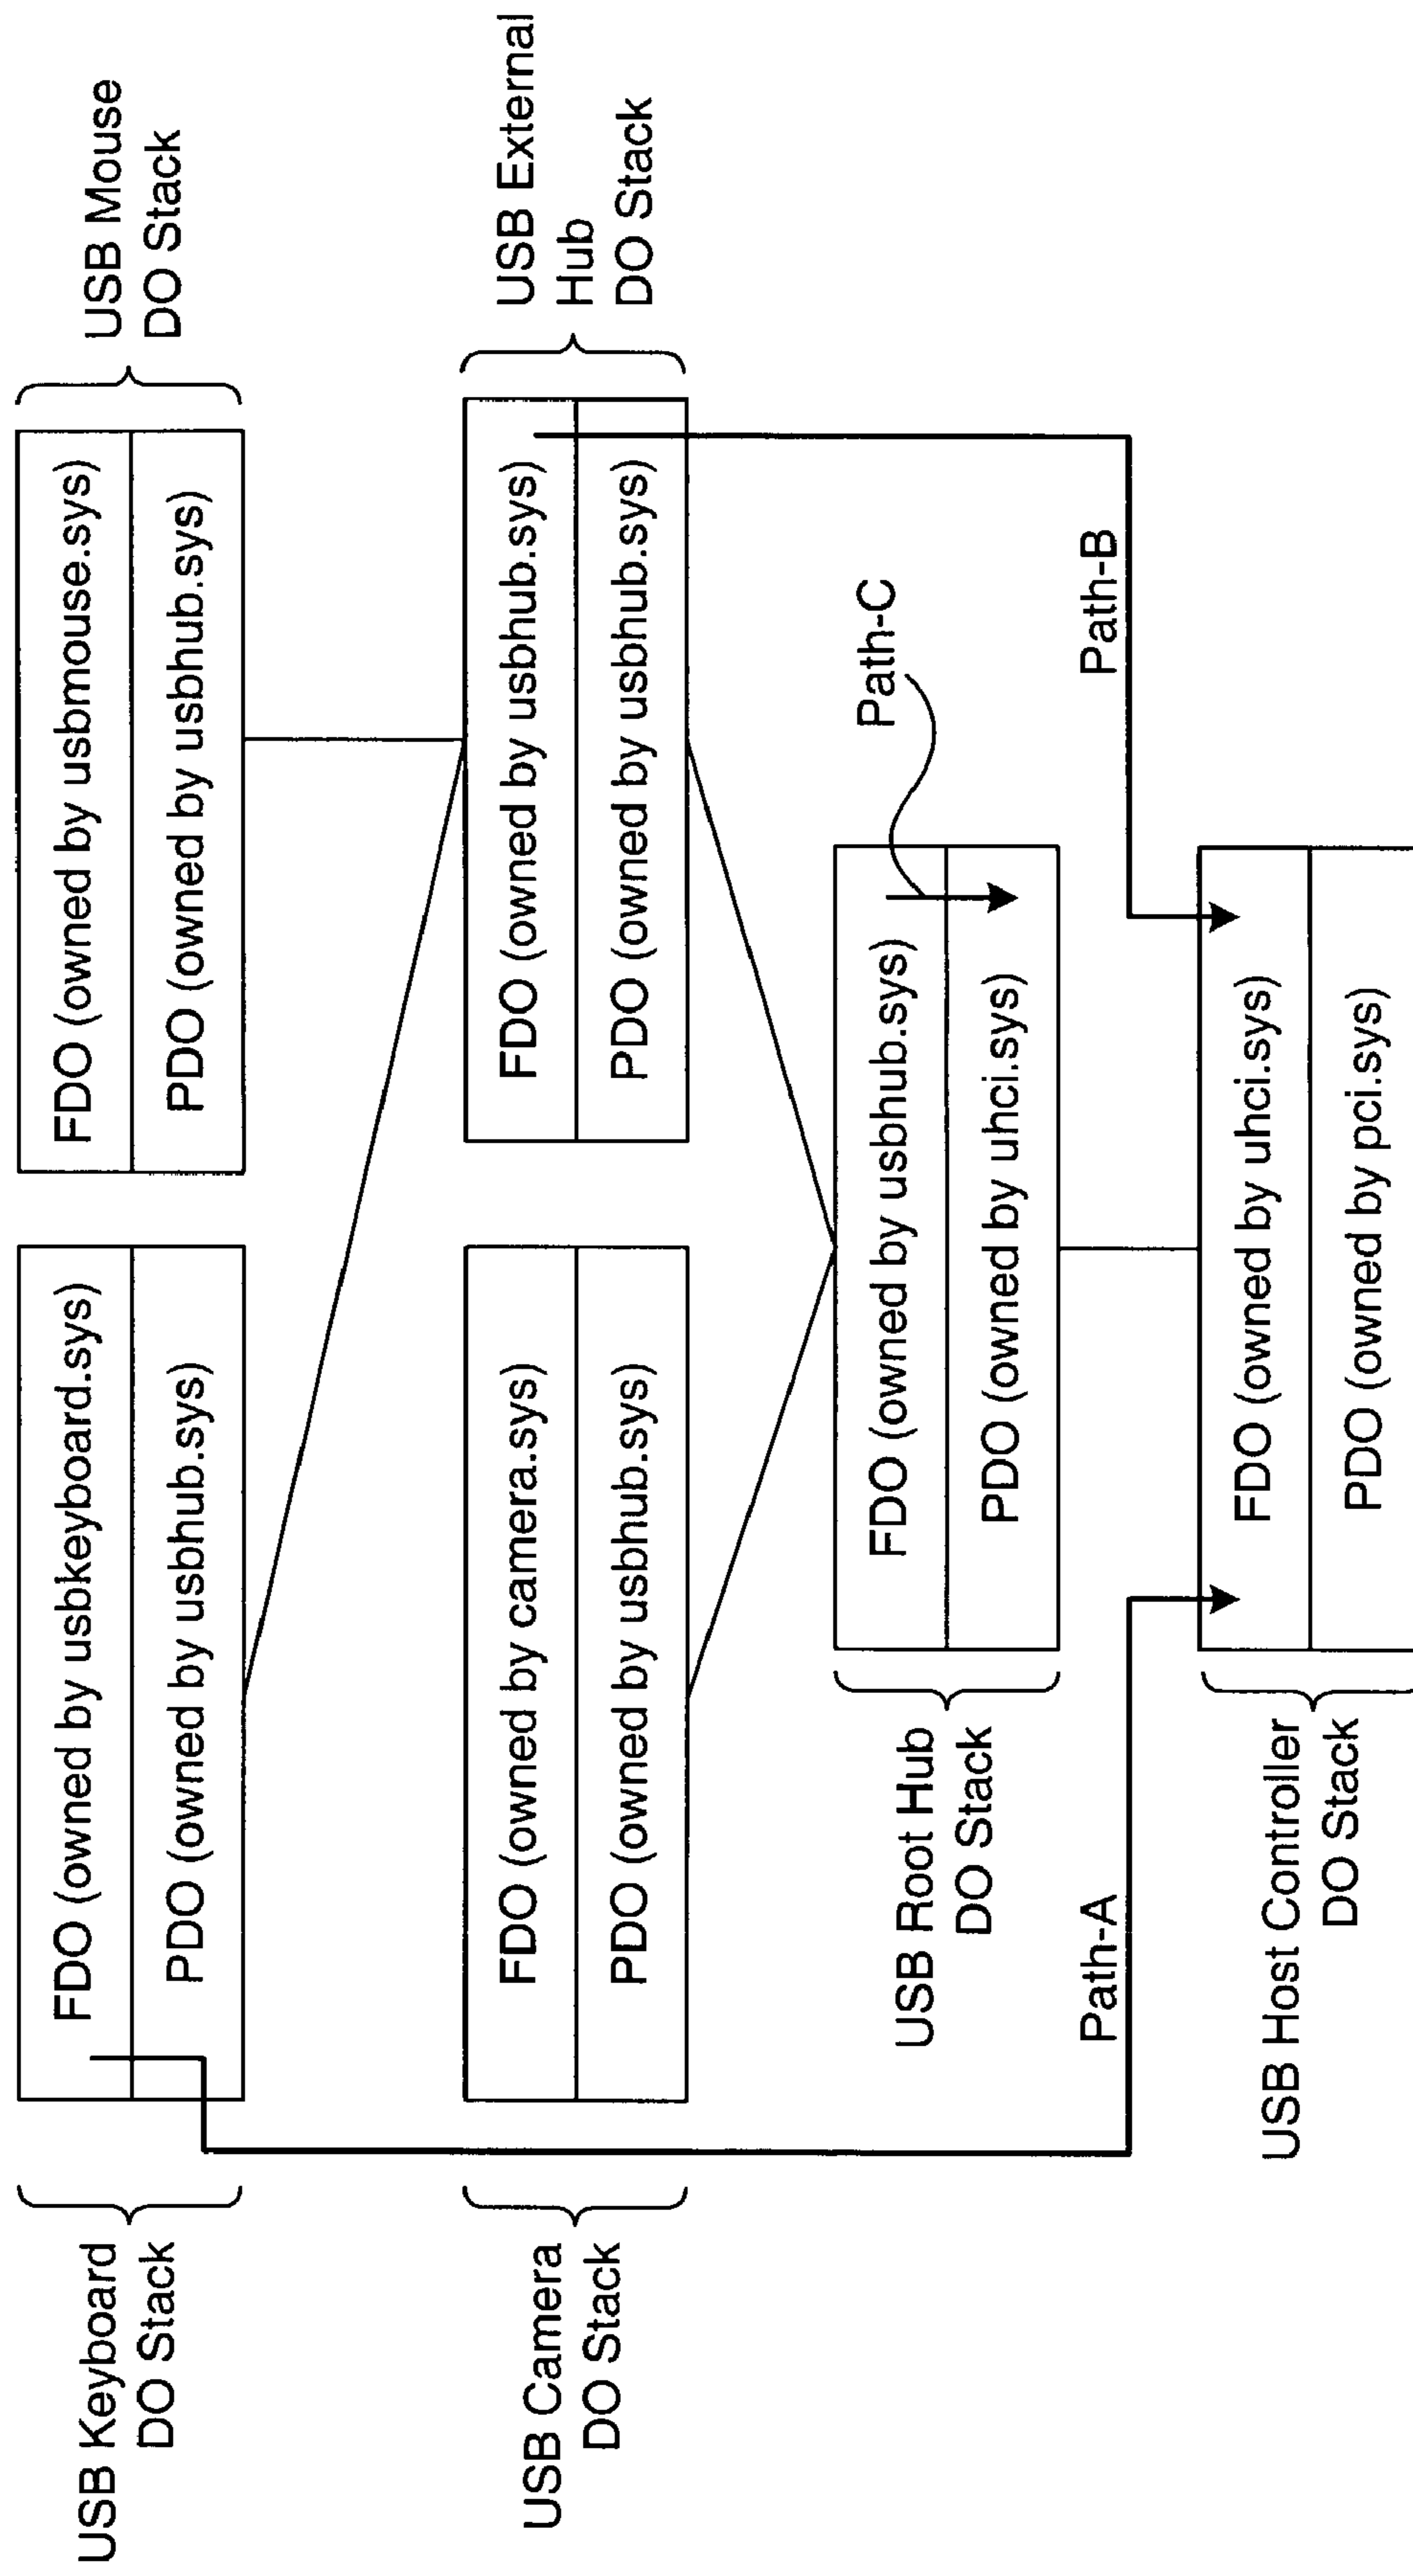 USB Keyboard
DO Stack
FDO (owned by usbkeyboard.sys)
PDO (owned by usbhub.sys)
FDO (owned by usbmouse.sys)
PDO (owned by usbhub.sys)
USB Mouse
DO Stack
USB Camera
DO Stack
FDO (owned by camera.sys)
PDO (owned by usbhub.sys)
FDO (owned by usbhub.sys)
PDO (owned by usbhub.sys)
USB External
Hub
DO Stack
USB Root Hub
DO Stack
FDO (owned by usbhub.sys)
PDO (owned by uhci.sys)
Path-C
Path-A
Path-B
USB Host Controller
DO Stack
FDO (owned by uhci.sys)
PDO (owned by pci.sys)